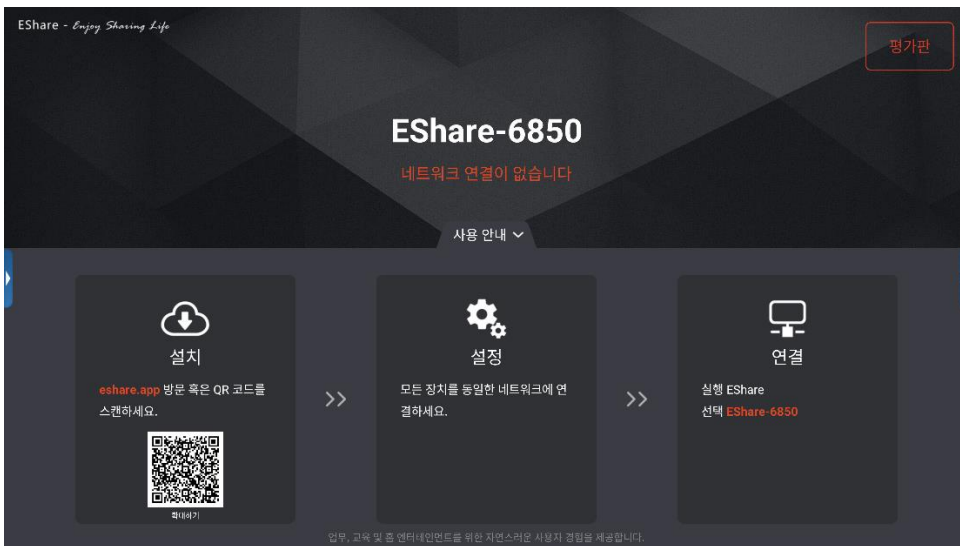 EShare - Enjoy Sharing Life
평가판
EShare-6850
네트워크 연결이 없습니다
사용 안내
설치
eshare.app 방문 혹은 QR 코드를
스캔하세요.
확대하기
설정
모든 장치를 동일한 네트워크에 연
결하세요.
연결
실행 EShare
선택 EShare-6850
업무, 교육 및 홈 엔터테인먼트를 위한 자연스러운 사용자 경험을 제공합니다.